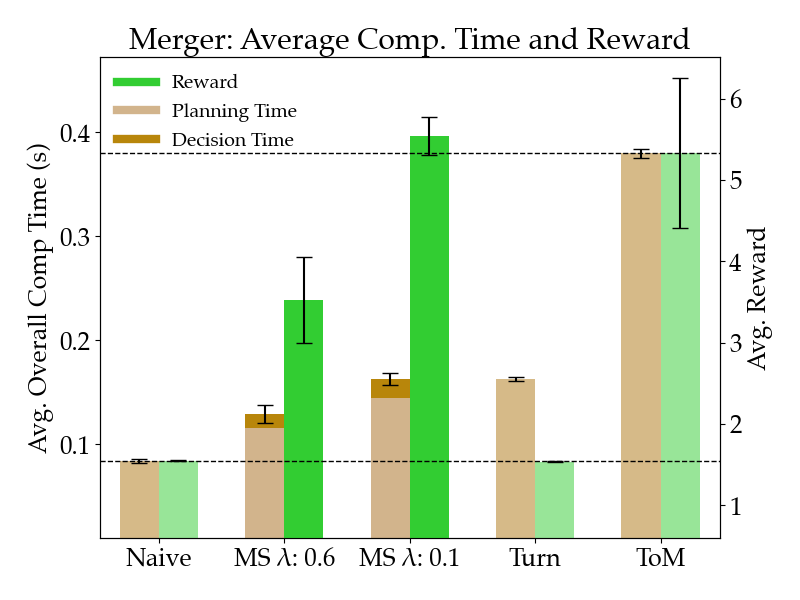 Merger: Average Comp. Time and Reward
Reward
Planning Time
Decision Time
Avg. Overall Comp Time (s)
0.4
0.3
0.2
0.1
6
5
4
3
2
1
Avg. Reward
Naive
MS λ: 0.6
MS λ: 0.1
Turn
ToM